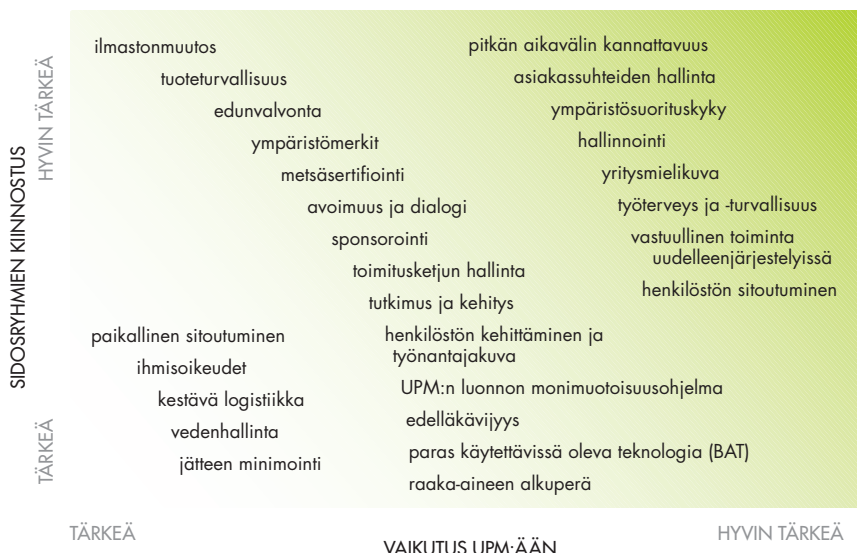 SIDOSRYHMIEN KIINNOSTUS
HYVIN TÄRKEÄ
TÄRKEÄ
ilmastonmuutos
tuoteturvallisuus
edunvalvonta
ympäristömerkit
metsäsertifiointi
avoimuus ja dialogi
sponsorointi
toimitusketjun hallinta
tutkimus ja kehitys
pitkän aikavälin kannattavuus
asiakassuhteiden hallinta
ympäristösuorituskyky
hallinnointi
yritysmielikuva
työterveys ja -turvallisuus
vastuullinen toiminta
uudelleenjärjestelyissä
henkilöstön sitoutuminen
paikallinen sitoutuminen
ihmisoikeudet
kestävä logistiikka
vedenhallinta
jätteen minimointi
henkilöstön kehittäminen ja
työnantajakuva
UPM:n luonnon monimuotoisuusohjelma
edelläkävijyys
paras käytettävissä oleva teknologia (BAT)
raaka-aineen alkuperä
TÄRKEÄ
HYVIN TÄRKEÄ
VAIKUTUS UPM:ÄÄN